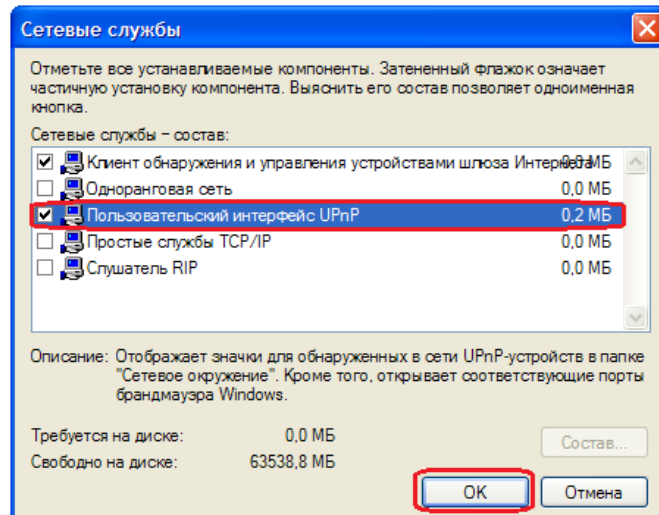 Сетевые службы
Отметьте все устанавливаемые компоненты. Затененный флажок означает
частичную установку компонента. Выяснить его состав позволяет одноименная
кнопка.
Сетевые службы – состав:
Клиент обнаружения и управления устройствами шлюза Интернета 0,0 МБ
Одноранговая сеть 0,0 МБ
Пользовательский интерфейс UPnP 0,2 МБ
Простые службы TCP/IP 0,0 МБ
Слушатель RIP 0,0 МБ
Описание: Отображает значки для обнаруженных в сети UPnP-устройств в папке
"Сетевое окружение". Кроме того, открывает соответствующие порты
брандмауэра Windows.
Требуется на диске: 0,0 МБ
Состав...
Свободно на диске: 63538,8 МБ
OK Отмена